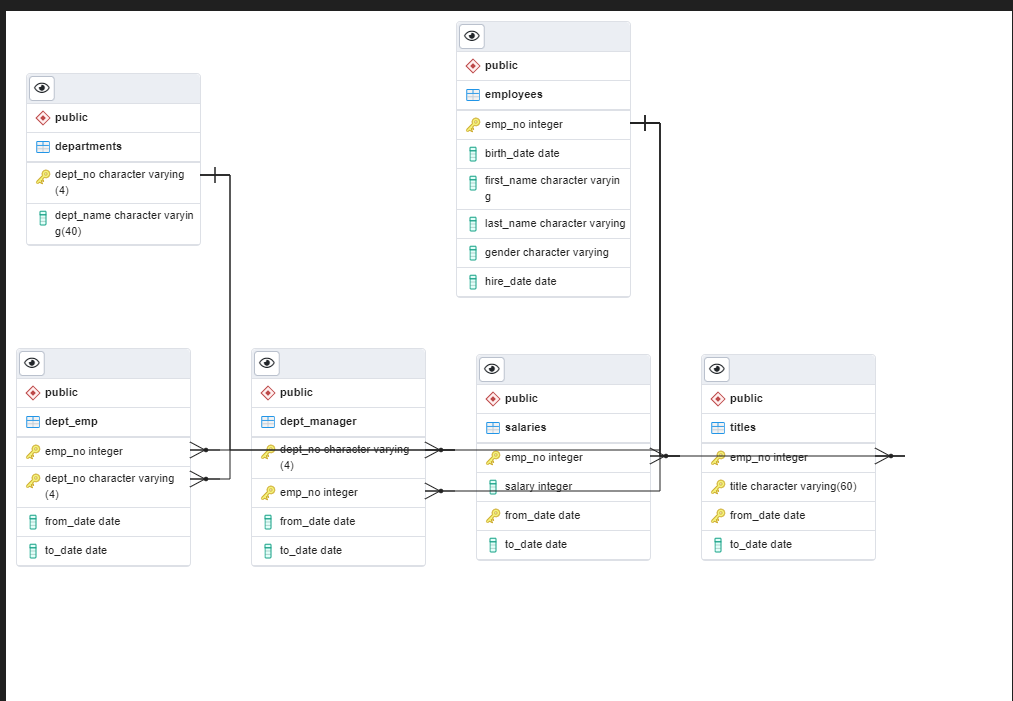 public
departments
dept_no character varying
(4)
dept_name character varyin
g(40)
public
employees
emp_no integer
birth_date date
first_name character varyin
g
last_name character varying
gender character varying
hire_date date
public
dept_emp
emp_no integer
dept_no character varying
(4)
from_date date
to_date date
public
dept_manager
dept_no character varying
(4)
emp_no integer
from_date date
to_date date
public
salaries
emp_no integer
salary integer
from_date date
to_date date
public
titles
emp_no integer
title character varying(60)
from_date date
to_date date